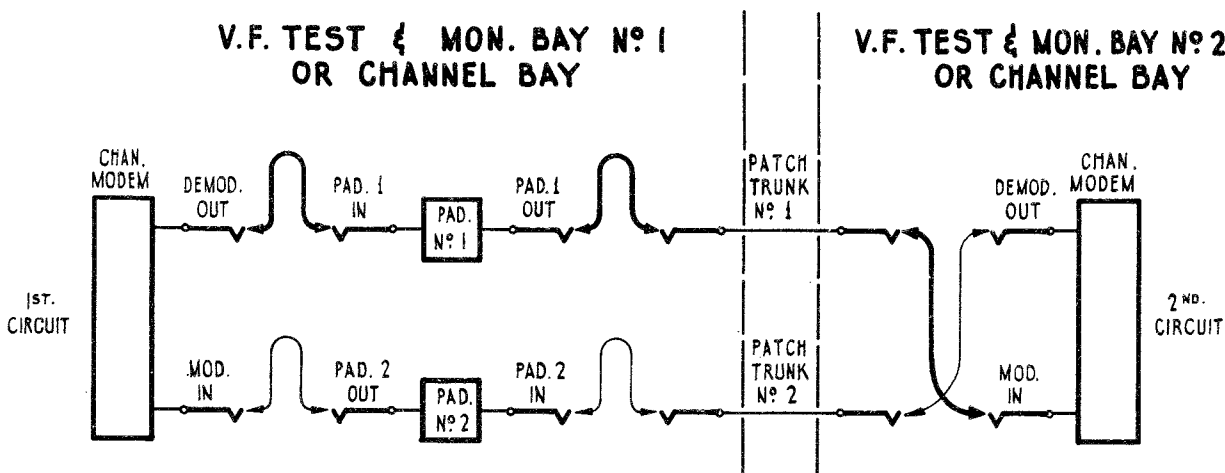 V.F. TEST & MON. BAY Nº 1
OR CHANNEL BAY
V.F. TEST & MON. BAY Nº 2
OR CHANNEL BAY
CHAN.
MODEM
DEMOD.
OUT
PAD. 1
IN
PAD.
Nº 1
PAD. 1
OUT
PATCH
TRUNK
Nº 1
DEMOD.
OUT
CHAN.
MODEM
1ST.
CIRCUIT
2ND.
CIRCUIT
MOD.
IN
PAD. 2
OUT
PAD.
Nº 2
PAD. 2
IN
PATCH
TRUNK
Nº 2
MOD.
IN